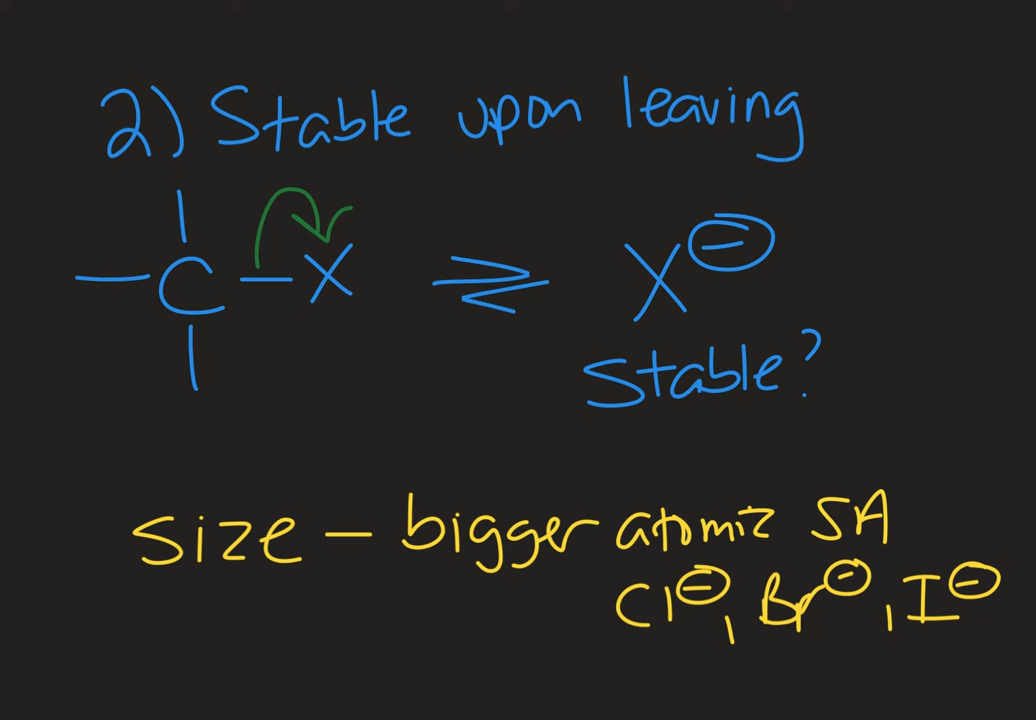 2) Stable upon leaving
C — X ⇌ X⊖
Stable?
size — bigger atomic SA
Cl⊖, Br⊖, I⊖